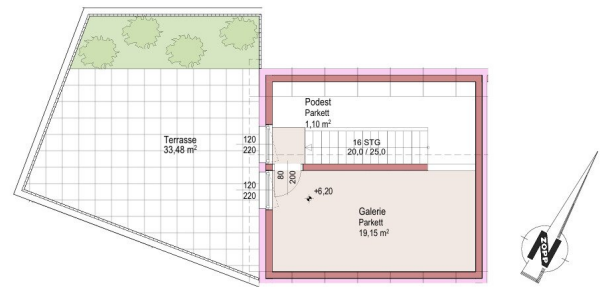 Podest
Parkett
1,10 m²
Terrasse
33,48 m²
120
220
16 STG
20,0 / 25,0
80
200
120
220
+6,20
Galerie
Parkett
19,15 m²
ZOPP